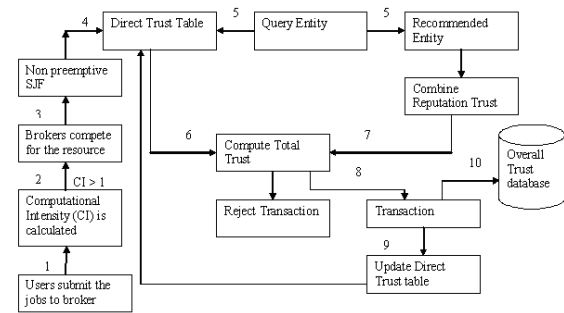 4
Direct Trust Table
5
Query Entity
5
Recommended
Entity
Non preemptive
SJF
Combine
Reputation Trust
3
Brokers compete
for the resource
6
7
Compute Total
Trust
8
10
Overall
Trust
database
2
CI > 1
Computational
Intensity (CI) is
calculated
Reject Transaction
Transaction
1
9
Users submit the
jobs to broker
Update Direct
Trust table